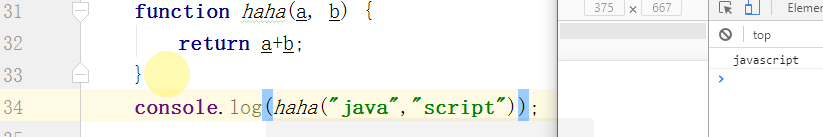 31 function haha(a, b) {
32 return a+b;
33 }
34 console.log(haha("java","script"));
375 × 667
Elemen
top
javascript